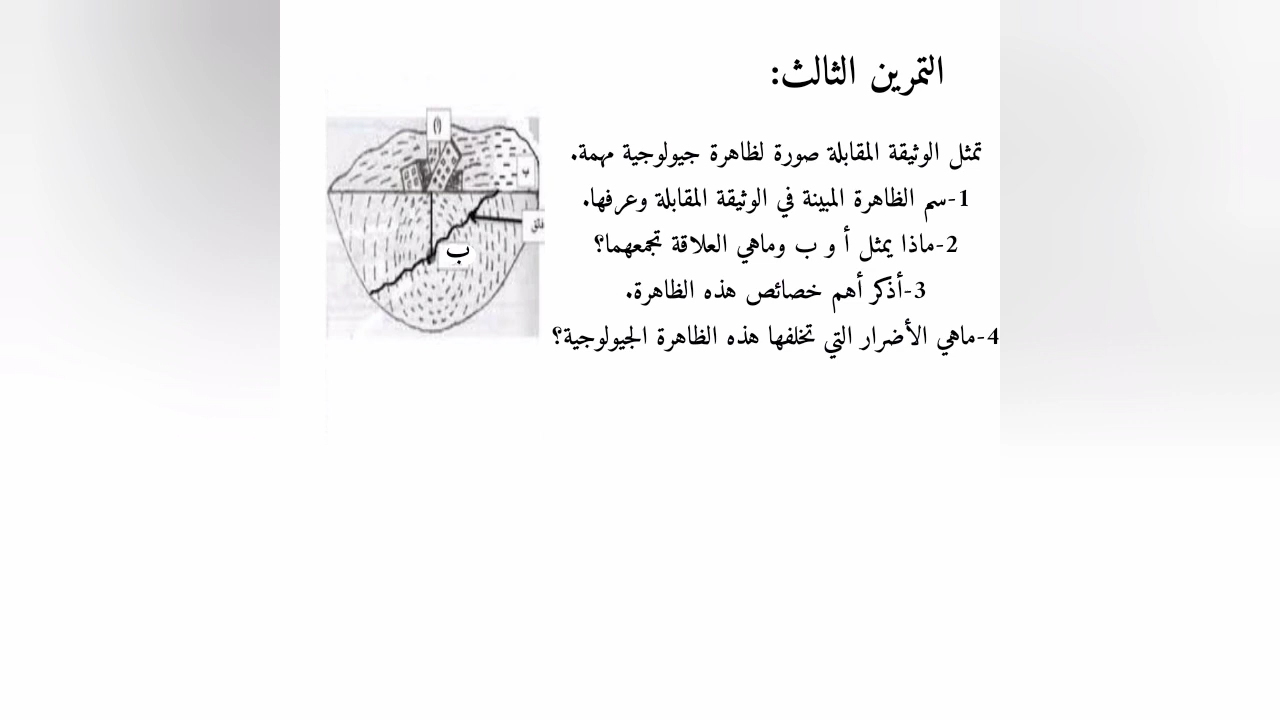 التمرين الثالث:
تمثل الوثيقة المقابلة صورة لظاهرة جيولوجية مهمة.
1-سم الظاهرة المبينة في الوثيقة المقابلة وعرفها.
2-ماذا يمثل أ و ب وماهي العلاقة تجمعهما؟
3-أذكر أهم خصائص هذه الظاهرة.
4-ماهي الأضرار التي تخلفها هذه الظاهرة الجيولوجية؟
(أ)
ب
فالق
ب